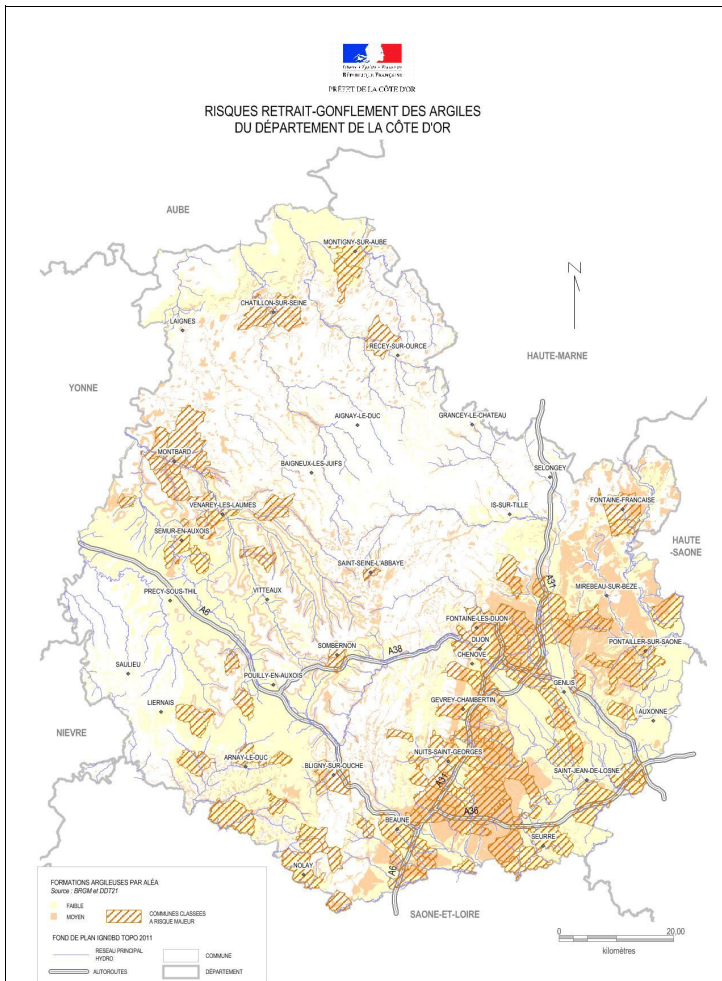 Liberté • Égalité • Fraternité
RÉPUBLIQUE FRANÇAISE
PRÉFET DE LA CÔTE D'OR
RISQUES RETRAIT-GONFLEMENT DES ARGILES
DU DÉPARTEMENT DE LA CÔTE D'OR
AUBE
MONTIGNY-SUR-AUBE
N
CHATILLON-SUR-SEINE
LAIGNES
RECEY-SUR-OURCE
HAUTE-MARNE
YONNE
AIGNAY-LE-DUC
GRANCEY-LE-CHATEAU
MONTBARD
BAIGNEUX-LES-JUIFS
SELONGEY
VENAREY-LES-LAUMES
IS-SUR-TILLE
FONTAINE-FRANCAISE
SEMUR-EN-AUXOIS
HAUTE
-SAONE
SAINT-SEINE-L'ABBAYE
A31
PRECY-SOUS-THIL
VITTEAUX
MIREBEAU-SUR-BEZE
A6
FONTAINE-LES-DIJON
SOMBERNON
A38
DIJON
PONTAILLER-SUR-SAONE
CHENOVE
SAULIEU
POUILLY-EN-AUXOIS
GENLIS
LIERNAIS
GEVREY-CHAMBERTIN
AUXONNE
NIEVRE
NUITS-SAINT-GEORGES
ARNAY-LE-DUC
BLIGNY-SUR-OUCHE
SAINT-JEAN-DE-LOSNE
A31
A36
BEAUNE
SEURRE
A6
NOLAY
SAONE-ET-LOIRE
FORMATIONS ARGILEUSES PAR ALÉA
Source : BRGM et DDT21
FAIBLE
MOYEN
COMMUNES CLASSEES
A RISQUE MAJEUR
FOND DE PLAN IGN©BD TOPO 2011
RESEAU PRINCIPAL
HYDRO
COMMUNE
AUTOROUTES
DÉPARTEMENT
0
20,00
kilomètres